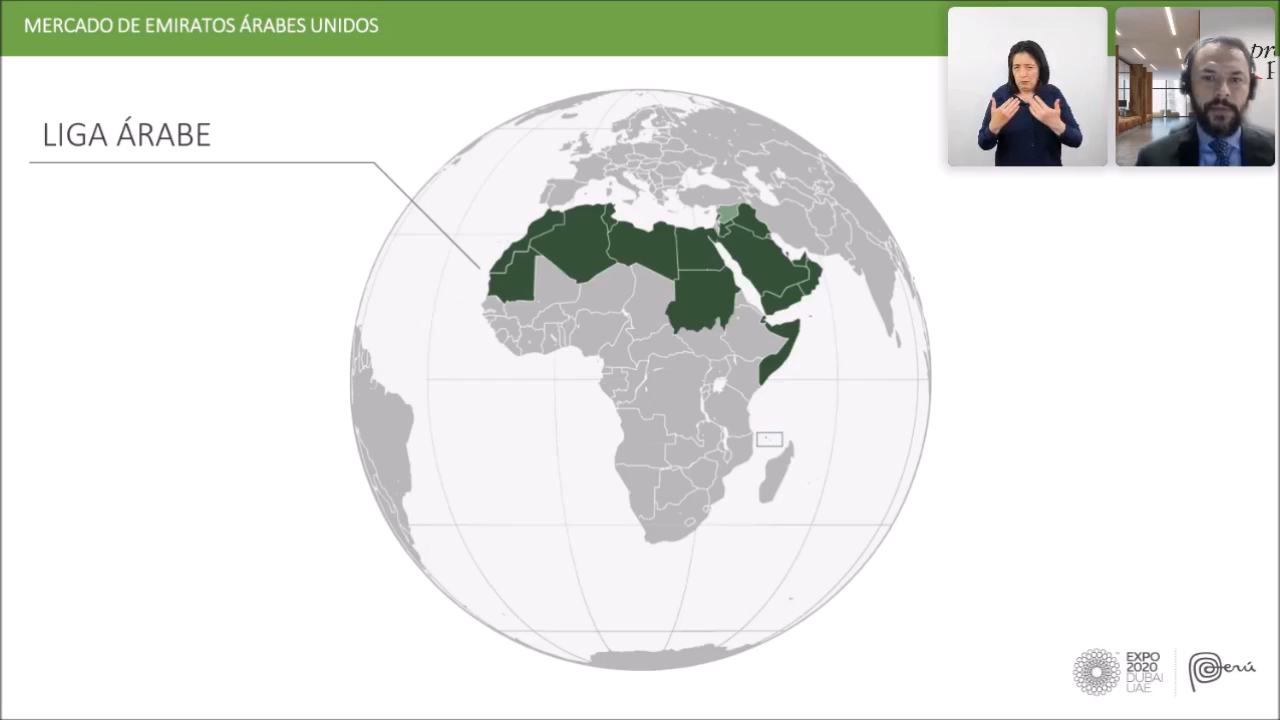 MERCADO DE EMIRATOS ÁRABES UNIDOS
LIGA ÁRABE
EXPO
2020
DUBAI
UAE
Perú